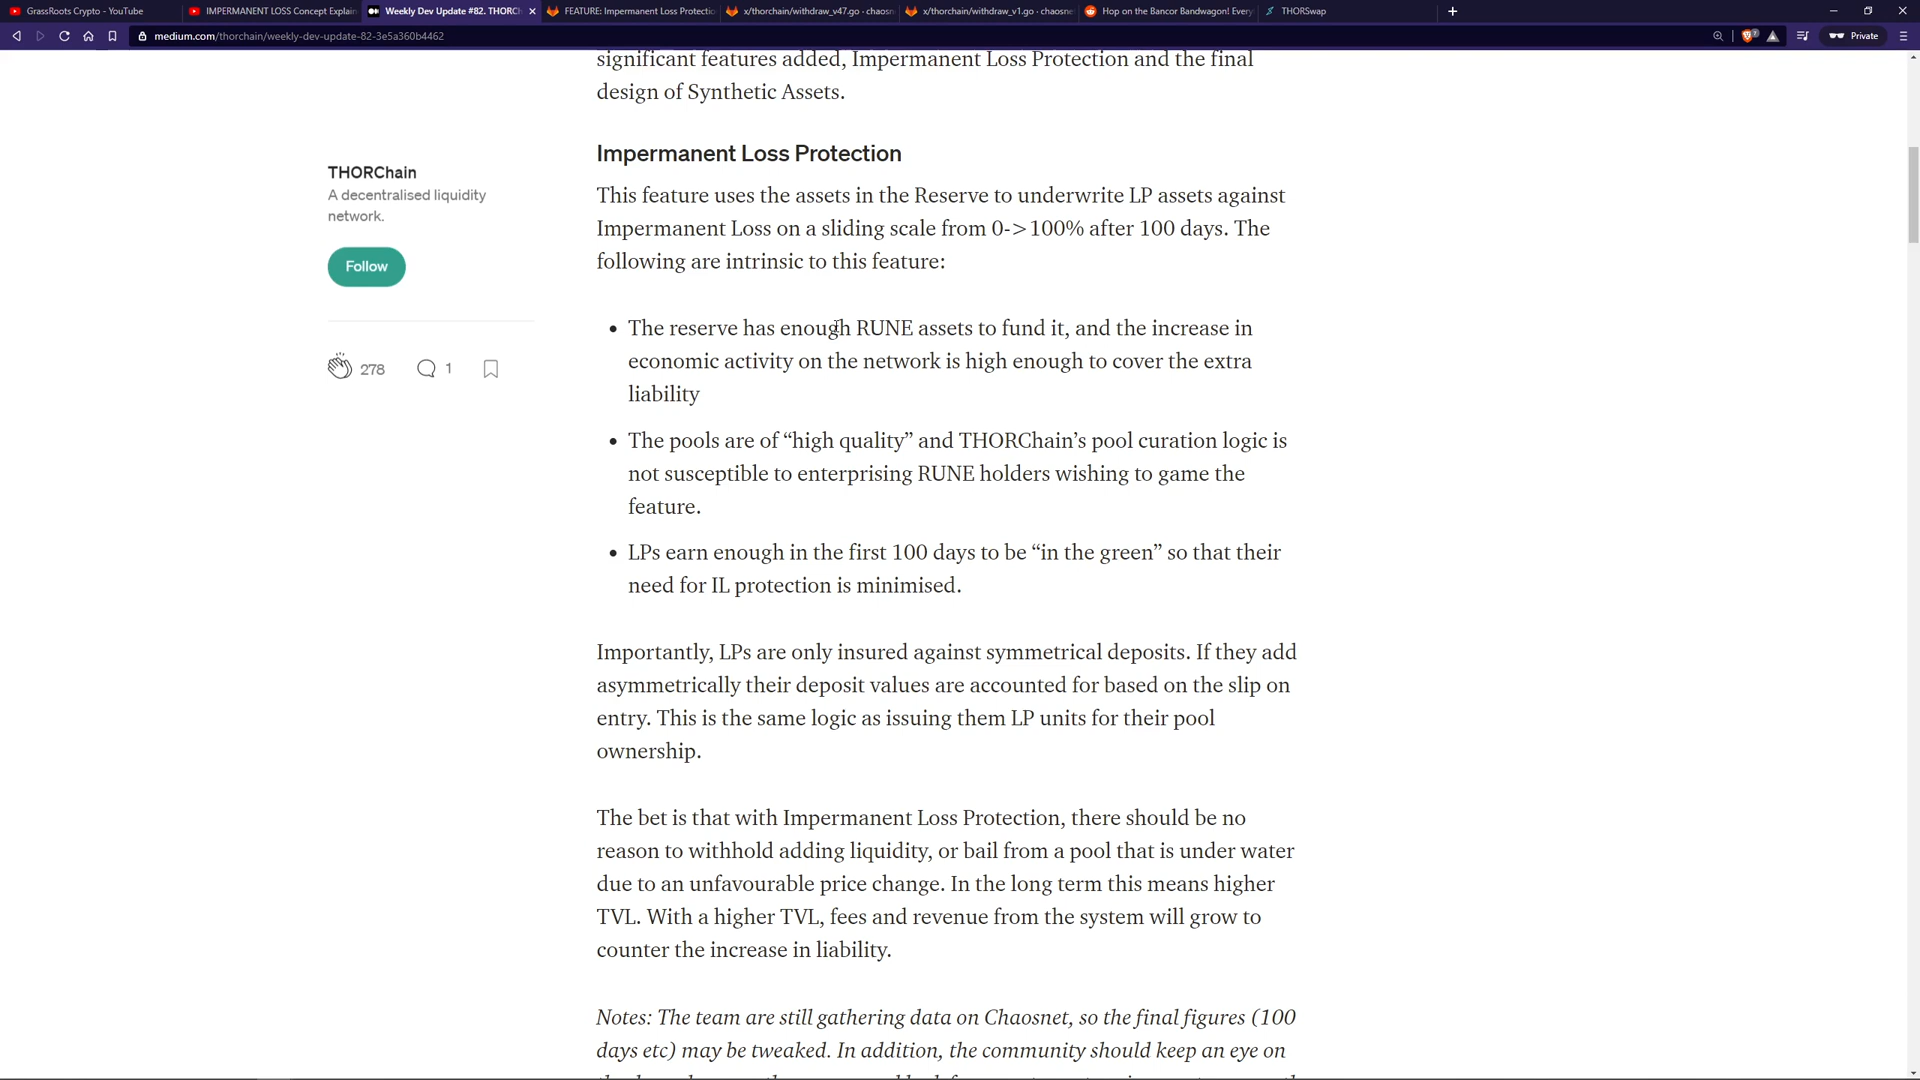 GrassRoots Crypto - YouTube
IMPERMANENT LOSS Concept Explain
Weekly Dev Update #82. THORC
FEATURE: Impermanent Loss Protectio
x/thorchain/withdraw_v47.go · chaosn
x/thorchain/withdraw_v1.go · chaosne
Hop on the Bancor Bandwagon! Every
THORSwap
medium.com/thorchain/weekly-dev-update-82-3e5a360b4462
7
Private
significant features added, Impermanent Loss Protection and the final
design of Synthetic Assets.
THORChain
A decentralised liquidity
network.
Follow
278
1
Impermanent Loss Protection
This feature uses the assets in the Reserve to underwrite LP assets against
Impermanent Loss on a sliding scale from 0->100% after 100 days. The
following are intrinsic to this feature:
• The reserve has enough RUNE assets to fund it, and the increase in
economic activity on the network is high enough to cover the extra
liability
• The pools are of “high quality” and THORChain’s pool curation logic is
not susceptible to enterprising RUNE holders wishing to game the
feature.
• LPs earn enough in the first 100 days to be “in the green” so that their
need for IL protection is minimised.
Importantly, LPs are only insured against symmetrical deposits. If they add
asymmetrically their deposit values are accounted for based on the slip on
entry. This is the same logic as issuing them LP units for their pool
ownership.
The bet is that with Impermanent Loss Protection, there should be no
reason to withhold adding liquidity, or bail from a pool that is under water
due to an unfavourable price change. In the long term this means higher
TVL. With a higher TVL, fees and revenue from the system will grow to
counter the increase in liability.
Notes: The team are still gathering data on Chaosnet, so the final figures (100
days etc) may be tweaked. In addition, the community should keep an eye on